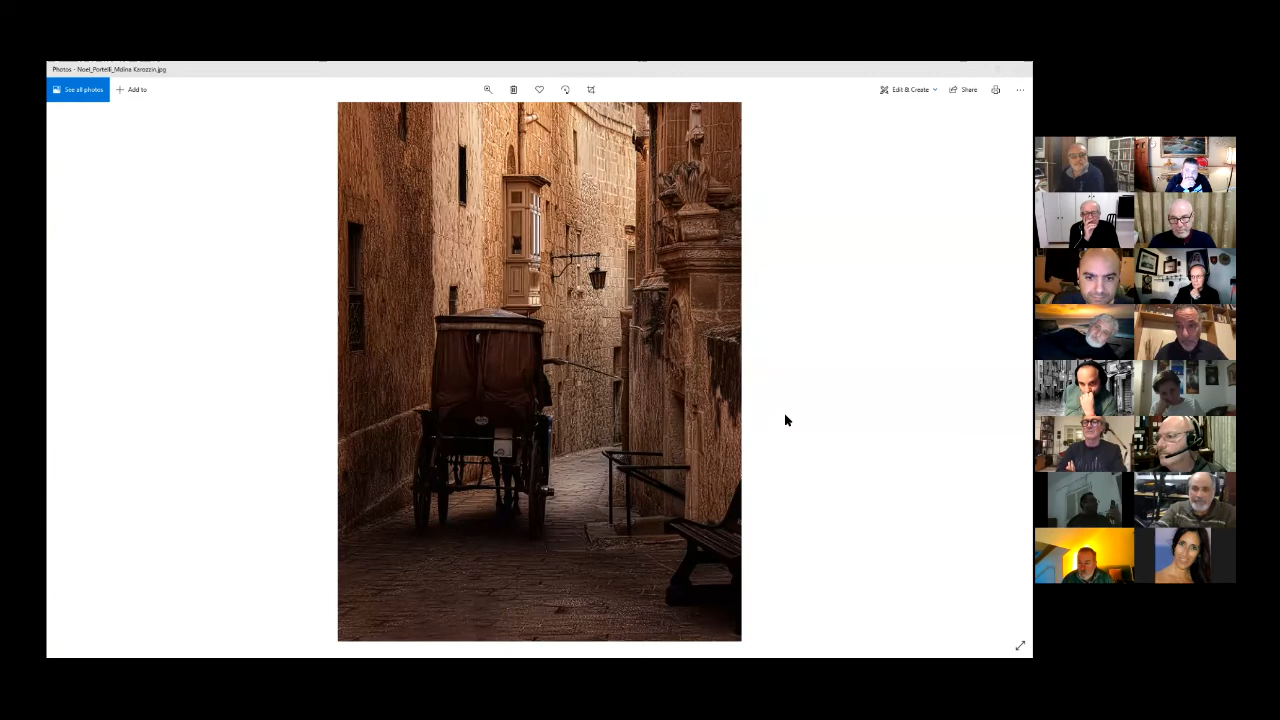 Photos - Noel_Portelli_Mdina Karozzin.jpg
See all photos
Add to
Edit & Create
Share